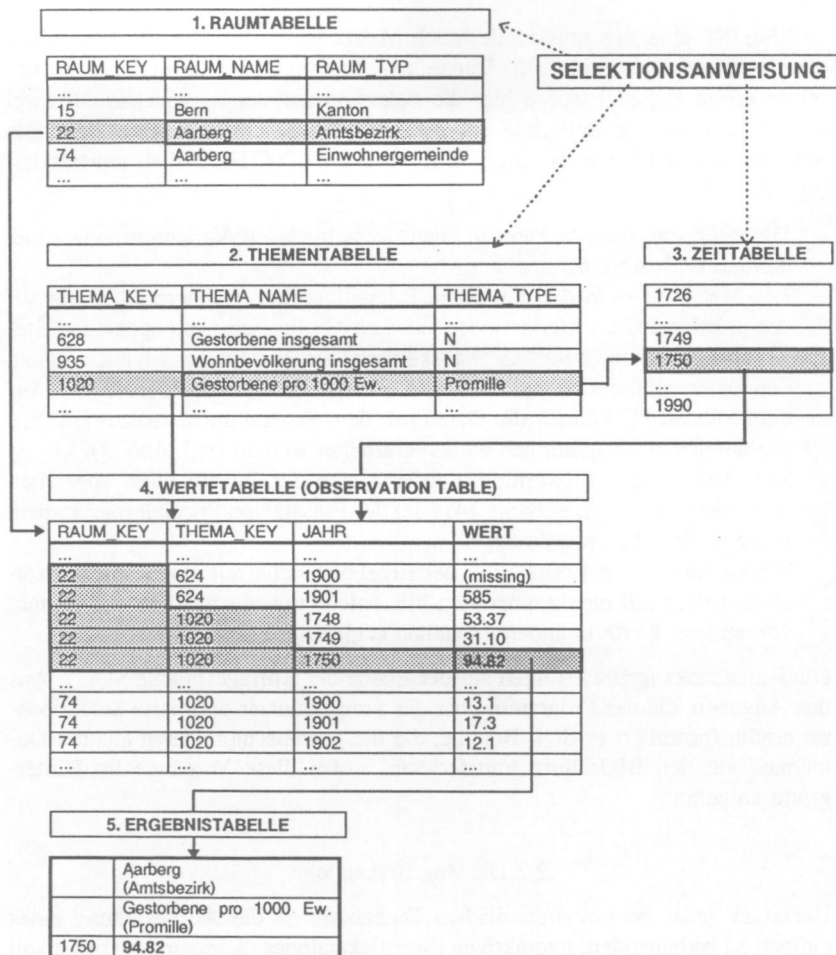 1. RAUMTABELLE
SELEKTIONSANWEISUNG
RAUM_KEY RAUM_NAME RAUM_TYP
... ... ...
15 Bern Kanton
22 Aarberg Amtsbezirk
74 Aarberg Einwohnergemeinde
... ... ...
2. THEMENTABELLE
3. ZEITTABELLE
THEMA_KEY THEMA_NAME THEMA_TYPE
1726
... ... ...
...
628 Gestorbene insgesamt N
1749
935 Wohnbevölkerung insgesamt N
1750
1020 Gestorbene pro 1000 Ew. Promille
...
... ... ...
1990
4. WERTETABELLE (OBSERVATION TABLE)
RAUM_KEY THEMA_KEY JAHR WERT
... ... ... ...
22 624 1900 (missing)
22 624 1901 585
22 1020 1748 53.37
22 1020 1749 31.10
22 1020 1750 94.82
... ... ... ...
74 1020 1900 13.1
74 1020 1901 17.3
74 1020 1902 12.1
5. ERGEBNISTABELLE
Aarberg
(Amtsbezirk)
Gestorbene pro 1000 Ew.
(Promille)
1750 94.82